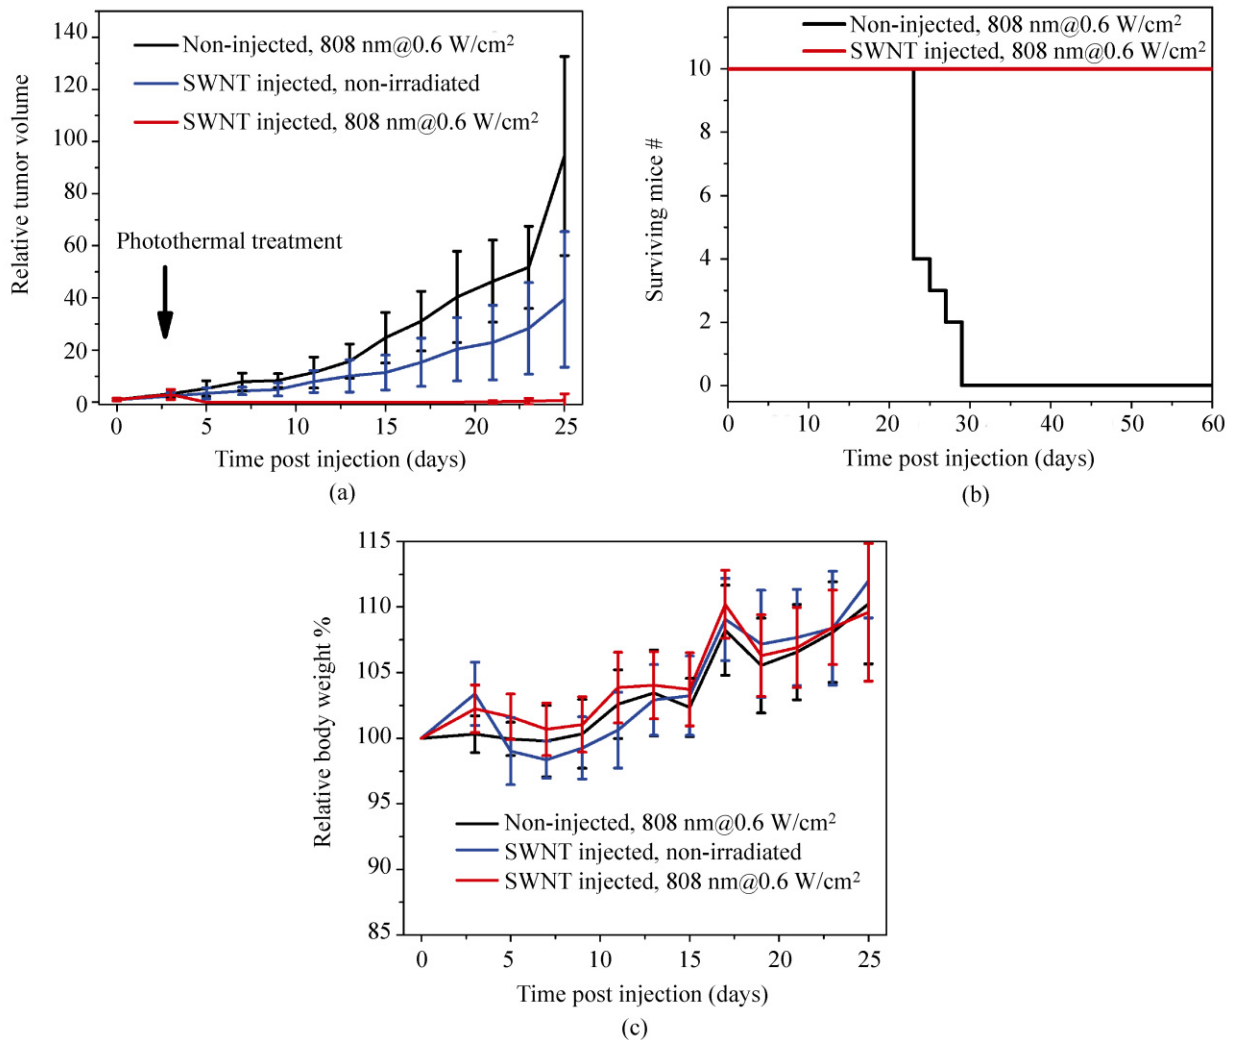 140
120
100
80
60
40
20
0
Relative tumor volume
Non-injected, 808 nm@0.6 W/cm²
SWNT injected, non-irradiated
SWNT injected, 808 nm@0.6 W/cm²
Photothermal treatment
0 5 10 15 20 25
Time post injection (days)
(a)
10
8
6
4
2
0
Surviving mice #
Non-injected, 808 nm@0.6 W/cm²
SWNT injected, 808 nm@0.6 W/cm²
0 10 20 30 40 50 60
Time post injection (days)
(b)
115
110
105
100
95
90
85
Relative body weight %
Non-injected, 808 nm@0.6 W/cm²
SWNT injected, non-irradiated
SWNT injected, 808 nm@0.6 W/cm²
0 5 10 15 20 25
Time post injection (days)
(c)